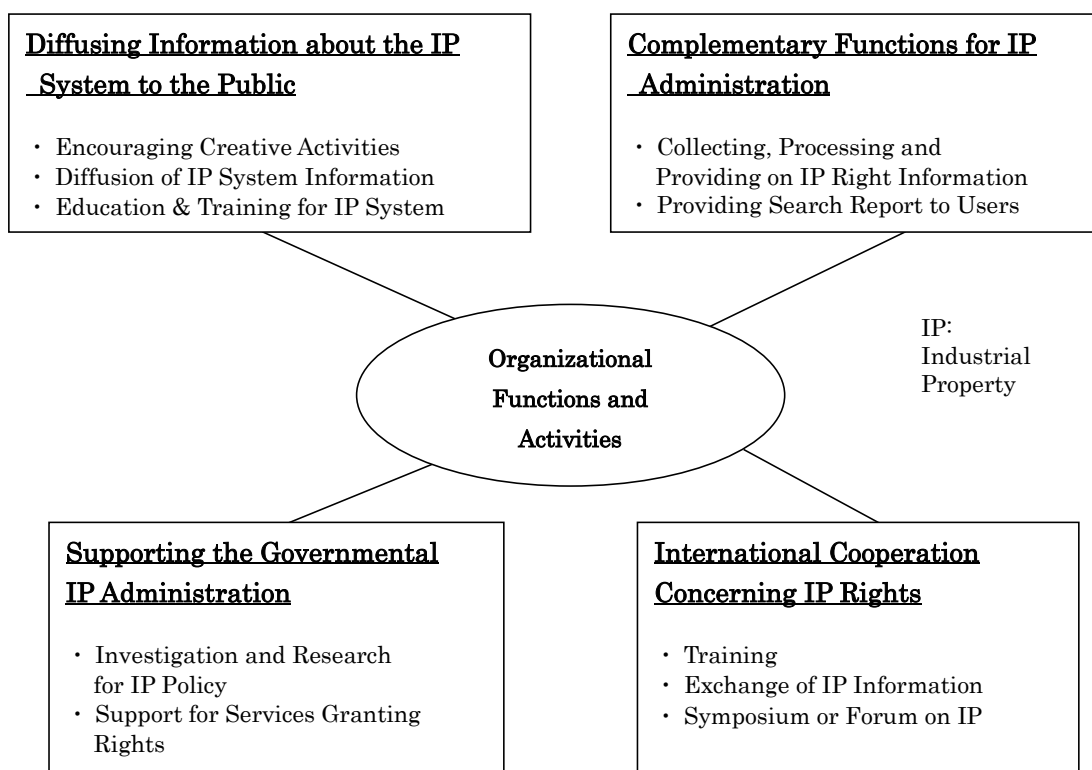 Diffusing Information about the IP
System to the Public
・ Encouraging Creative Activities
・ Diffusion of IP System Information
・ Education & Training for IP System
Complementary Functions for IP
Administration
・ Collecting, Processing and
Providing on IP Right Information
・ Providing Search Report to Users
IP:
Industrial
Property
Organizational
Functions and
Activities
Supporting the Governmental
IP Administration
・ Investigation and Research
for IP Policy
・ Support for Services Granting
Rights
International Cooperation
Concerning IP Rights
・ Training
・ Exchange of IP Information
・ Symposium or Forum on IP